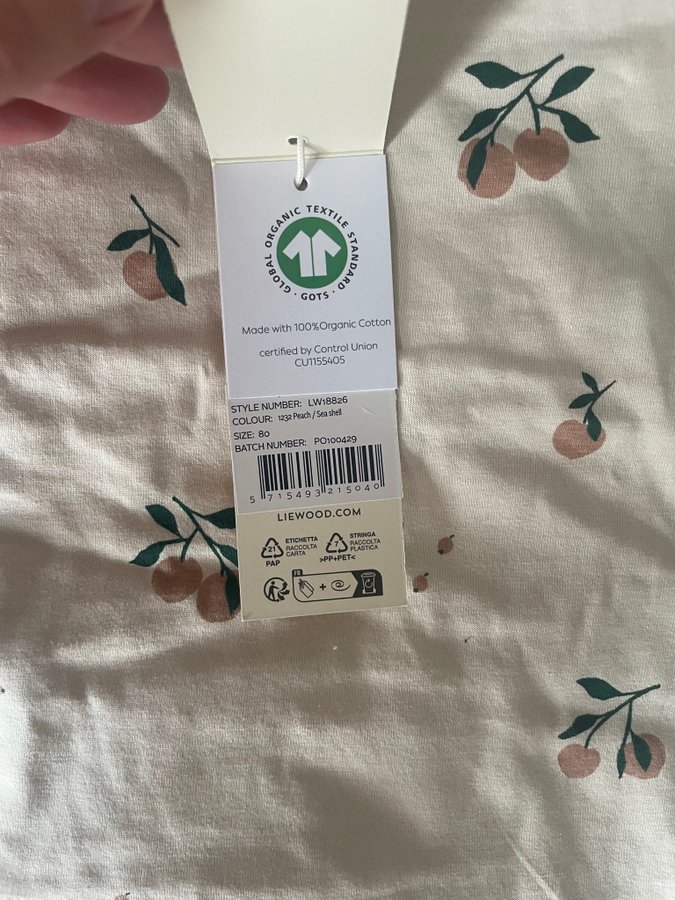 GLOBAL ORGANIC TEXTILE STANDARD · GOTS ·
Made with 100%Organic Cotton
certified by Control Union
CU1155405
STYLE NUMBER: LW18826
COLOUR: 1232 Peach / Sea shell
SIZE: 80
BATCH NUMBER: PO100429
5 715493 215040
LIEWOOD.COM
21
PAP
ETICHETTA
RACCOLTA
CARTA
7
>PP+PET<
STRINGA
RACCOLTA
PLASTICA
FR
+